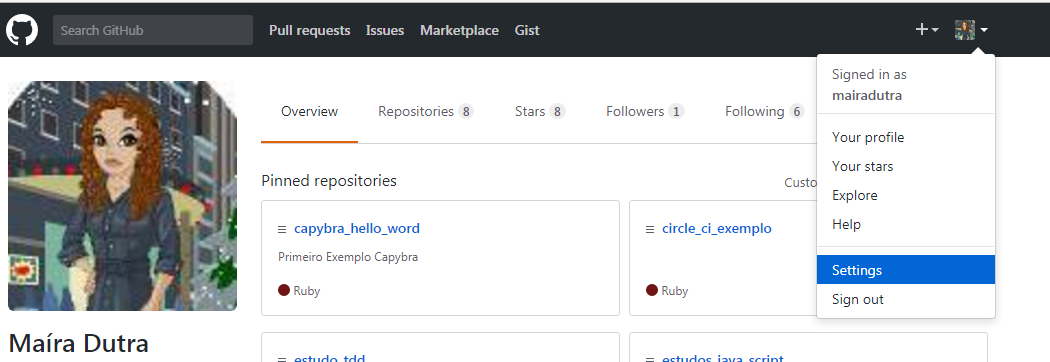 Search GitHub
Pull requests
Issues
Marketplace
Gist
Signed in as
mairadutra
Your profile
Your stars
Explore
Help
Settings
Sign out
Overview
Repositories 8
Stars 8
Followers 1
Following 6
Pinned repositories
Custo
capybra_hello_word
Primeiro Exemplo Capybra
Ruby
circle_ci_exemplo
Ruby
estudo_tdd
estudos_java_script
Maíra Dutra